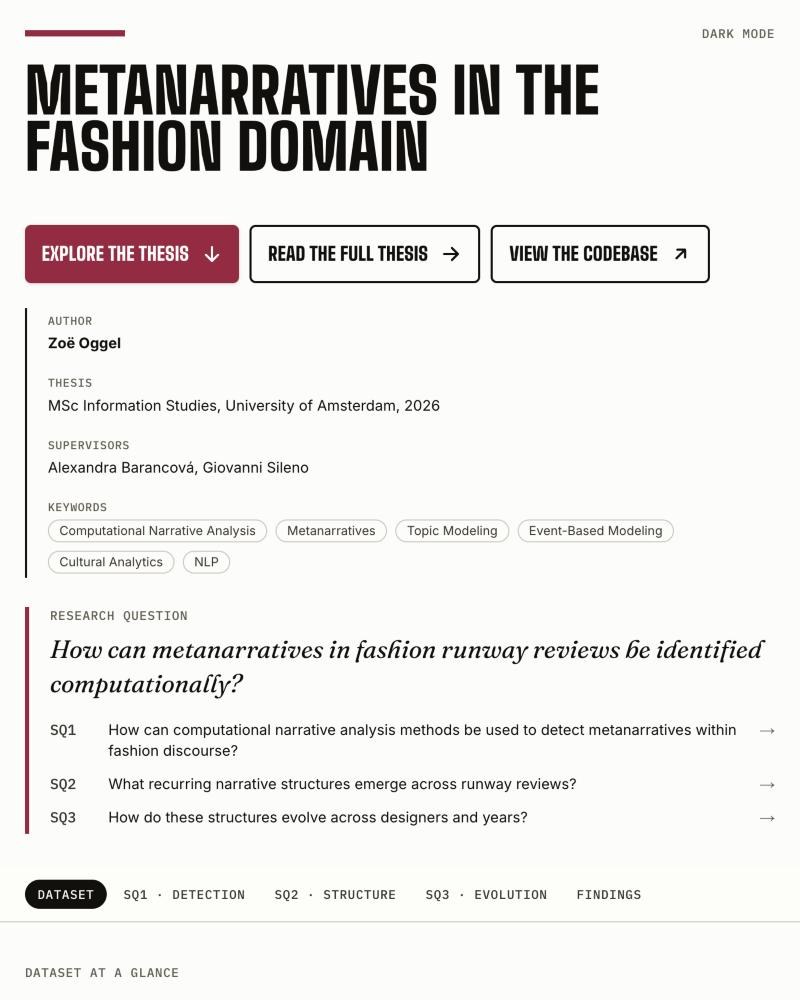 DARK MODE
METANARRATIVES IN THE
FASHION DOMAIN
EXPLORE THE THESIS ↓
READ THE FULL THESIS →
VIEW THE CODEBASE ↗
AUTHOR
Zoë Oggel
THESIS
MSc Information Studies, University of Amsterdam, 2026
SUPERVISORS
Alexandra Barancová, Giovanni Sileno
KEYWORDS
Computational Narrative Analysis
Metanarratives
Topic Modeling
Event-Based Modeling
Cultural Analytics
NLP
RESEARCH QUESTION
How can metanarratives in fashion runway reviews be identified
computationally?
SQ1 How can computational narrative analysis methods be used to detect metanarratives within →
fashion discourse?
SQ2 What recurring narrative structures emerge across runway reviews? →
SQ3 How do these structures evolve across designers and years? →
DATASET
SQ1 · DETECTION
SQ2 · STRUCTURE
SQ3 · EVOLUTION
FINDINGS
DATASET AT A GLANCE